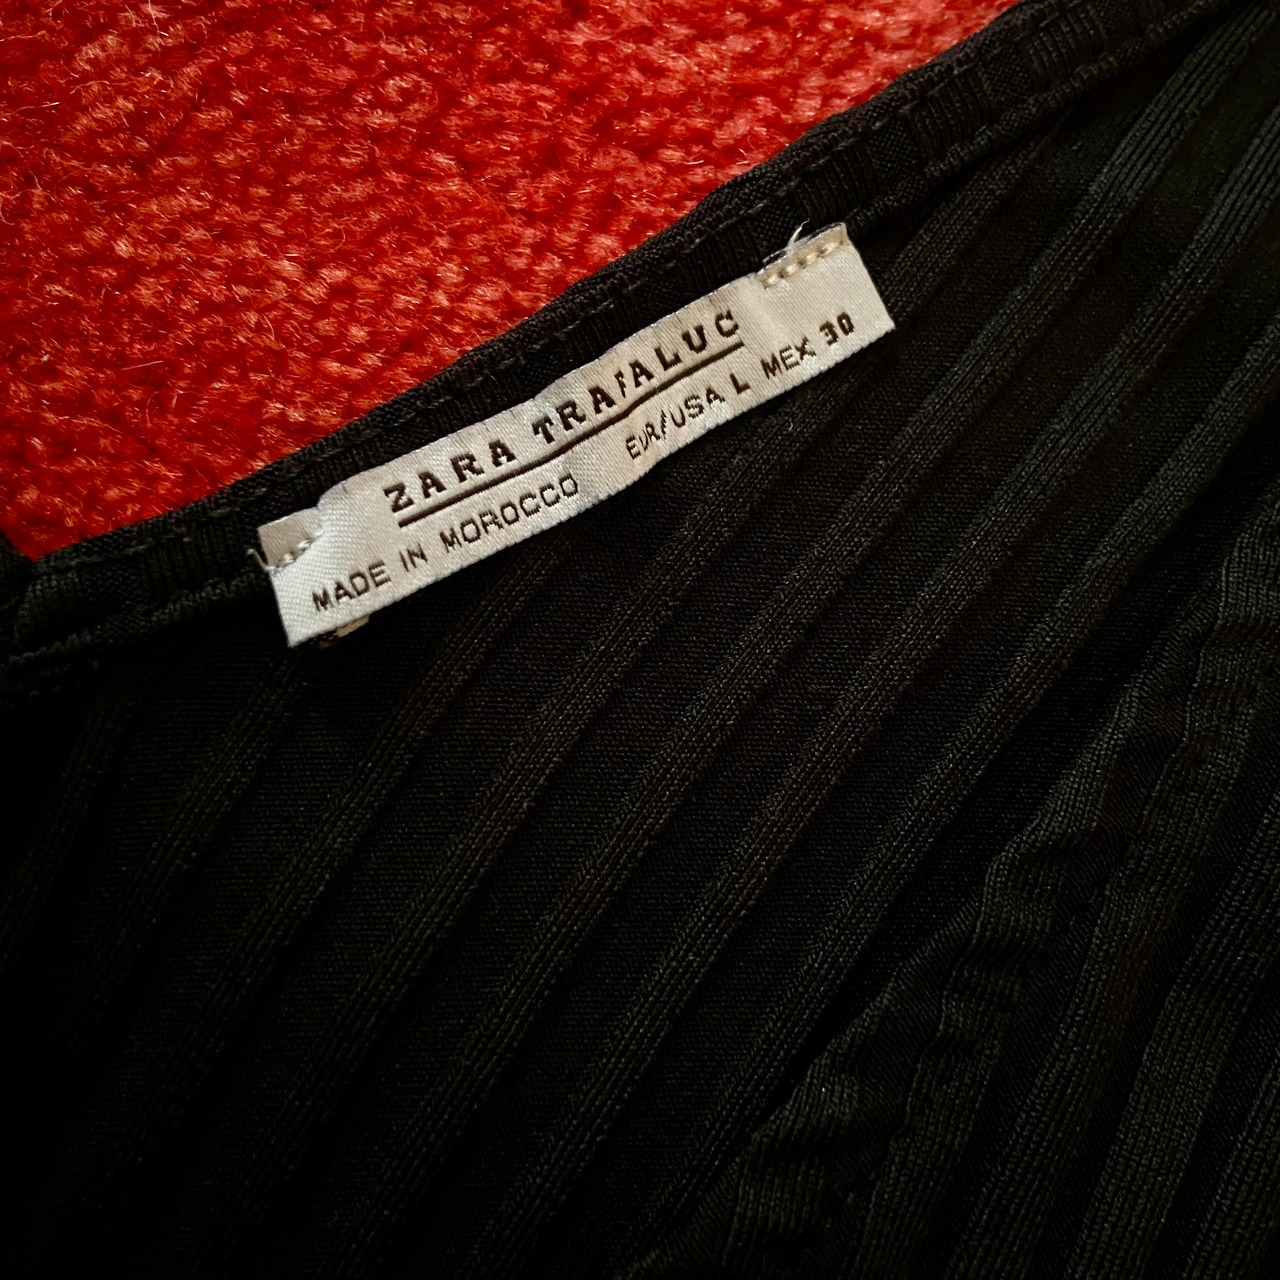 ZARA TRAFALUC
MADE IN MOROCCO EUR/USA L MEX 30